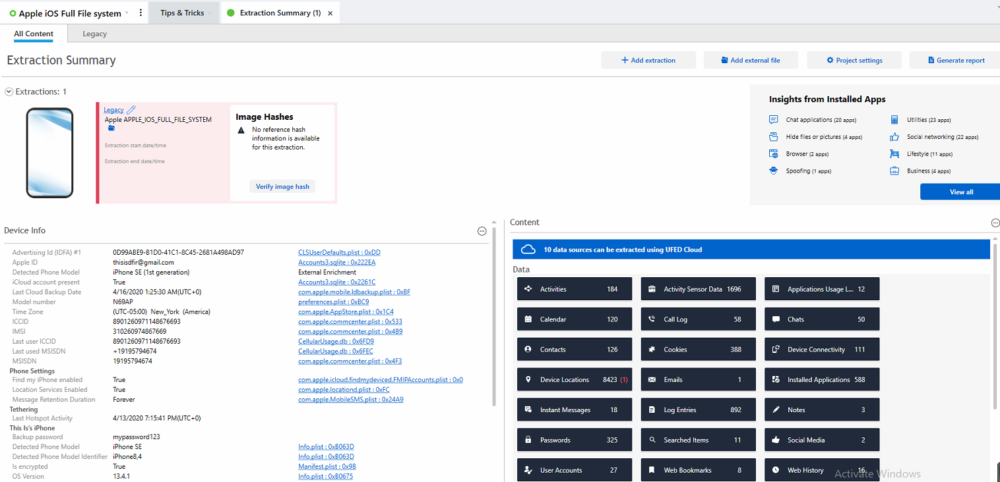 Apple iOS Full File system
Tips & Tricks
Extraction Summary (1)
All Content
Legacy
Extraction Summary
Add extraction
Add external file
Project settings
Generate report
Extractions: 1
Legacy
Apple APPLE_IOS_FULL_FILE_SYSTEM
Extraction start date/time
Extraction end date/time
Image Hashes
No reference hash
information is available
for this extraction.
Verify image hash
Insights from Installed Apps
Chat applications (20 apps)
Utilities (23 apps)
Hide files or pictures (4 apps)
Social networking (22 apps)
Browser (2 apps)
Lifestyle (11 apps)
Spoofing (1 apps)
Business (4 apps)
View all
Device Info
Advertising Id (IDFA) #1 0D99ABE9-B1D0-41C1-8C45-2681A498AD97 CLSUserDefaults.plist : 0xDD
Apple ID thisisdfir@gmail.com Accounts3.sqlite : 0x222EA
Detected Phone Model iPhone SE (1st generation) External Enrichment
iCloud account present True Accounts3.sqlite : 0x2261C
Last Cloud Backup Date 4/16/2020 1:25:30 AM(UTC+0) com.apple.mobile.ldbackup.plist : 0xBF
Model number N69AP preferences.plist : 0xBC9
Time Zone (UTC-05:00) New_York (America) com.apple.AppStore.plist : 0x1C4
ICCID 8901260971148676693 com.apple.commcenter.plist : 0x533
IMSI 310260974867669 com.apple.commcenter.plist : 0x4B9
Last user ICCID 8901260971148676693 CellularUsage.db : 0x6FD9
Last used MSISDN +19195794674 CellularUsage.db : 0x6FEC
MSISDN 19195794674 com.apple.commcenter.plist : 0x4F3
Phone Settings
Find my iPhone enabled True com.apple.icloud.findmydeviced.FMIPAccounts.plist : 0x0
Location Services Enabled True com.apple.locationd.plist : 0xFC
Message Retention Duration Forever com.apple.MobileSMS.plist : 0x24A9
Tethering
Last Hotspot Activity 4/13/2020 7:15:41 PM(UTC+0)
This Is's iPhone
Backup password mypassword123
Detected Phone Model iPhone SE Info.plist : 0xB063D
Detected Phone Model Identifier iPhone8,4 Info.plist : 0xB063D
Is encrypted True Manifest.plist : 0x9B
OS Version 13.4.1 Info.plist : 0xB0675
Content
10 data sources can be extracted using UFED Cloud
Data
Activities 184
Activity Sensor Data 1696
Applications Usage L... 12
Calendar 120
Call Log 58
Chats 50
Contacts 126
Cookies 388
Device Connectivity 111
Device Locations 8423 (1)
Emails 1
Installed Applications 588
Instant Messages 18
Log Entries 892
Notes 3
Passwords 325
Searched Items 11
Social Media 2
User Accounts 27
Web Bookmarks 8
Web History 16
Activate Windows